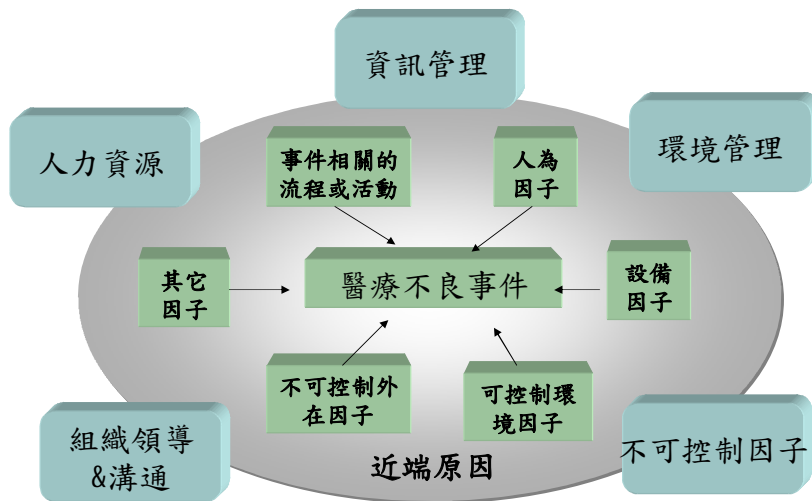 資訊管理
人力資源
環境管理
事件相關的
流程或活動
人為
因子
其它
因子
醫療不良事件
設備
因子
不可控制外
在因子
可控制環
境因子
組織領導
&溝通
近端原因
不可控制因子